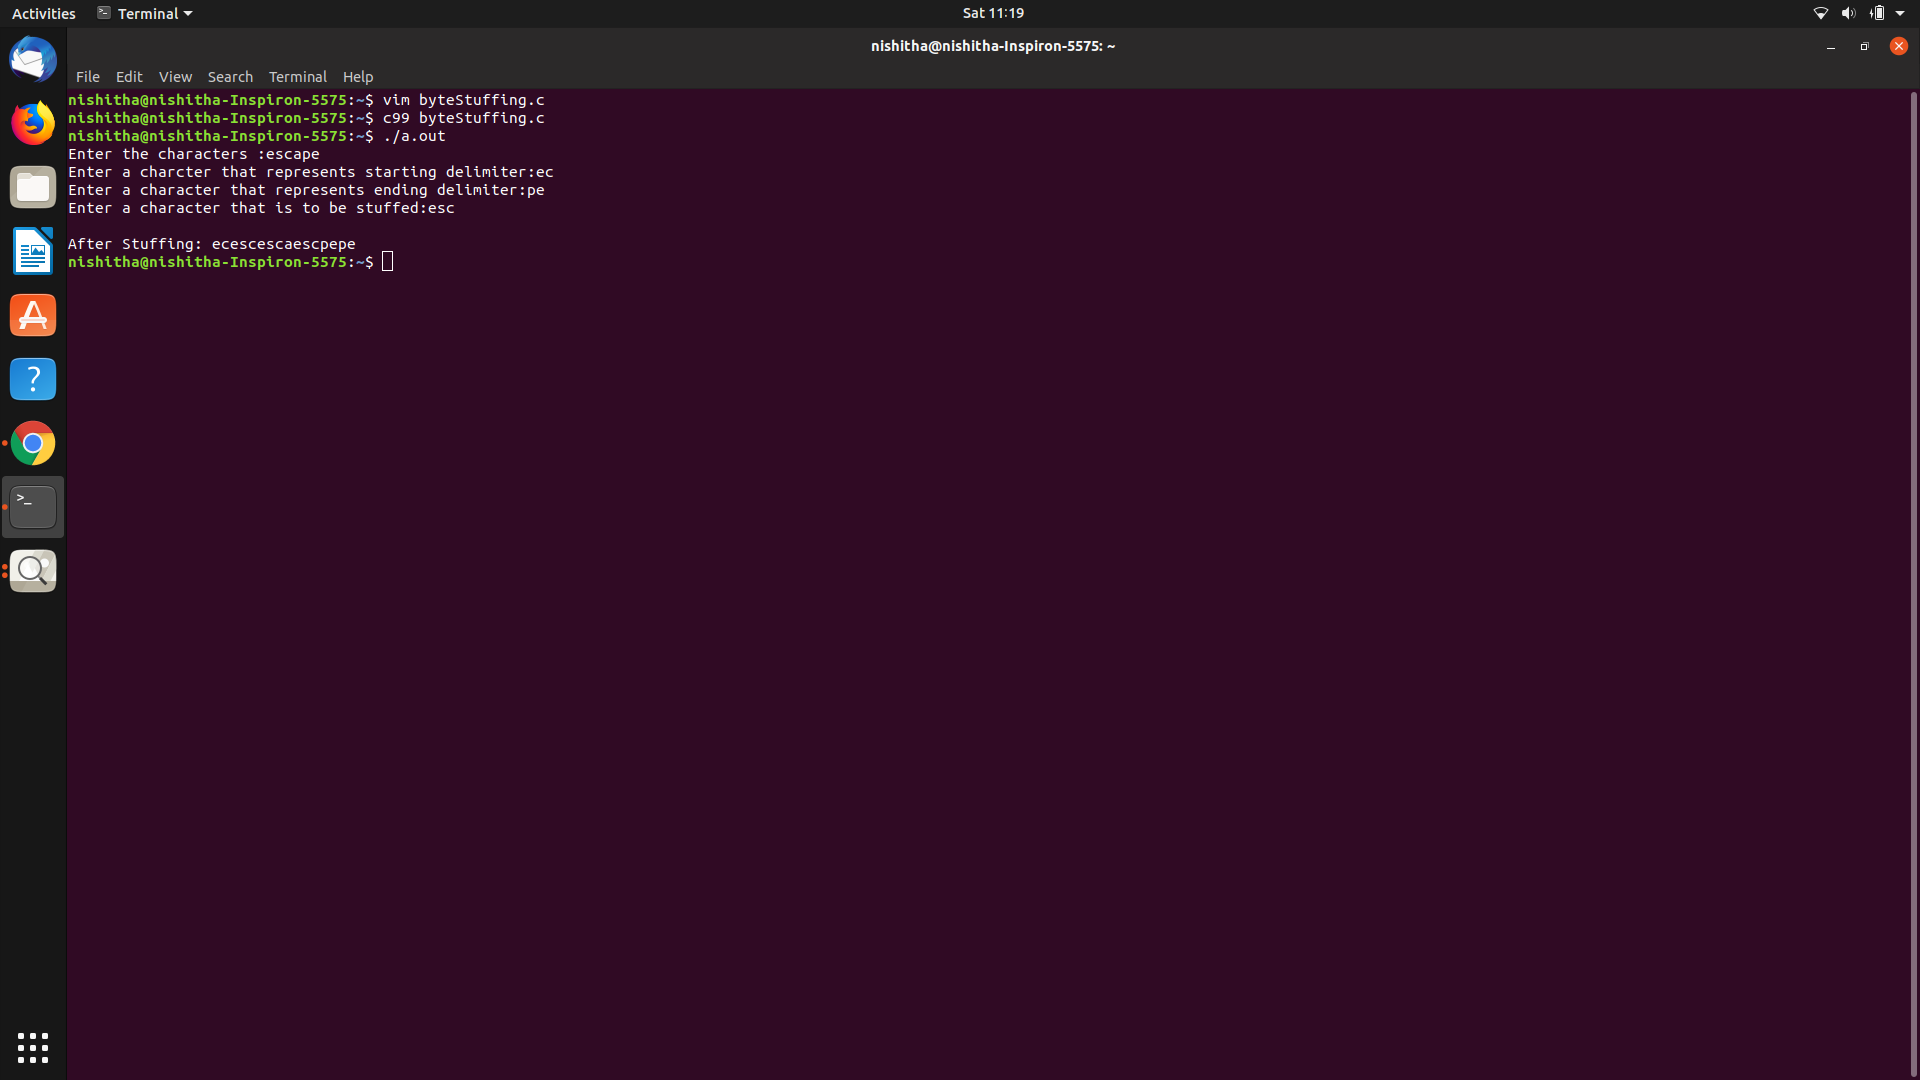 Activities Terminal Sat 11:19
nishitha@nishitha-Inspiron-5575: ~
File Edit View Search Terminal Help
nishitha@nishitha-Inspiron-5575:~$ vim byteStuffing.c
nishitha@nishitha-Inspiron-5575:~$ c99 byteStuffing.c
nishitha@nishitha-Inspiron-5575:~$ ./a.out
Enter the characters :escape
Enter a charcter that represents starting delimiter:ec
Enter a character that represents ending delimiter:pe
Enter a character that is to be stuffed:esc
After Stuffing: ecescescaescpepe
nishitha@nishitha-Inspiron-5575:~$